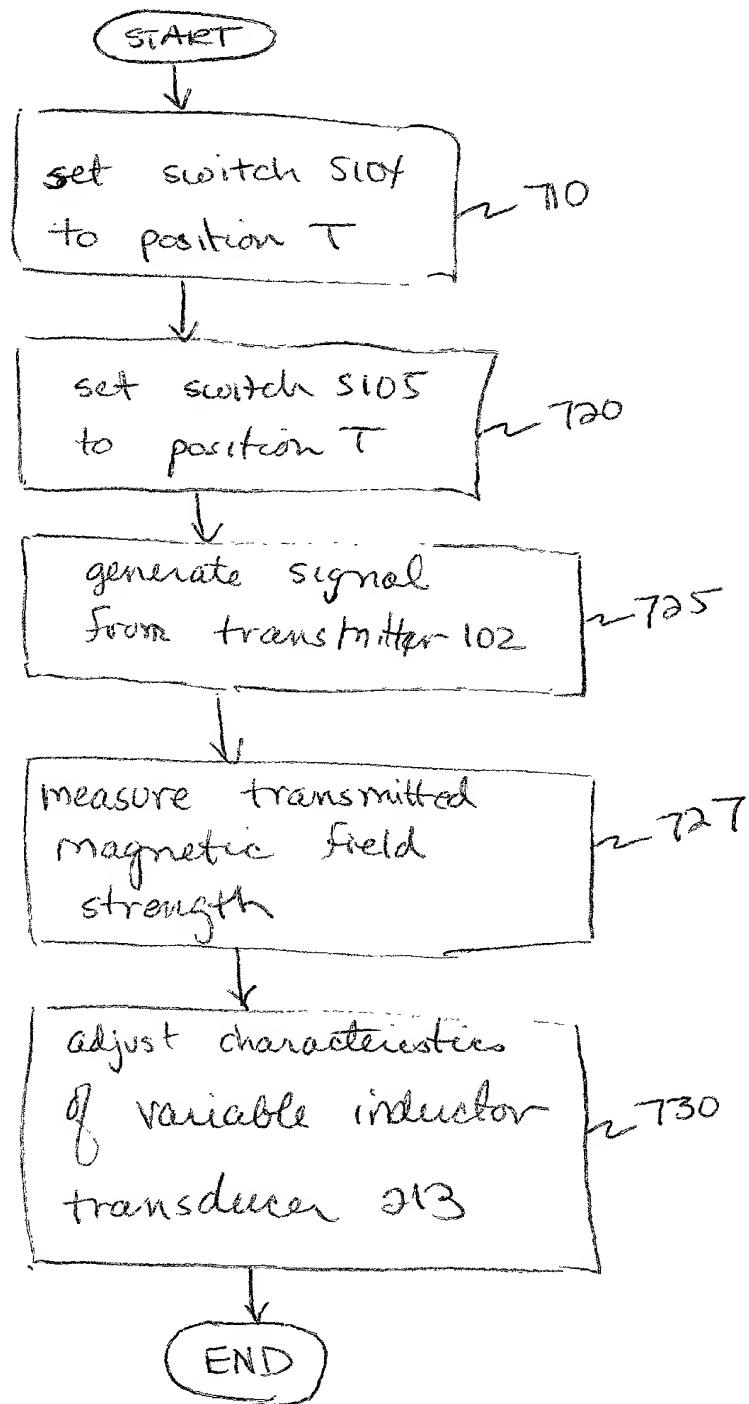 START
set switch S104
to position T
710
set switch S105
to position T
720
generate signal
from transmitter 102
725
measure transmitted
magnetic field
strength
727
adjust characteristics
of variable inductor
transducer 213
730
END